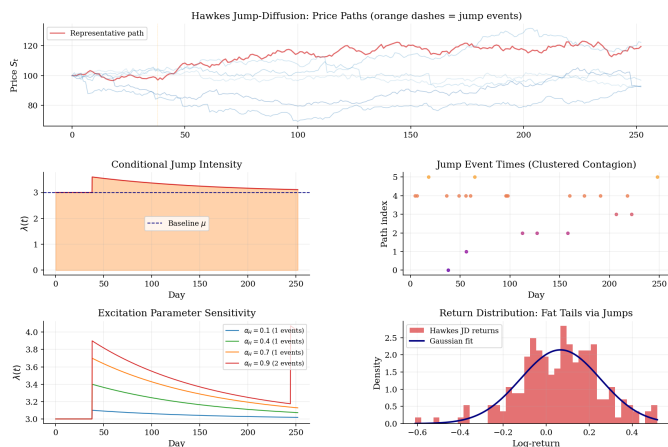 Hawkes Jump-Diffusion: Price Paths (orange dashes = jump events)
Representative path
Price Sₜ
120
100
80
0 50 100 150 200 250
Conditional Jump Intensity
λ(t)
3
2
1
0
Baseline μ
0 50 100 150 200 250
Day
Jump Event Times (Clustered Contagion)
Path index
5
4
3
2
1
0
0 50 100 150 200 250
Day
Excitation Parameter Sensitivity
λ(t)
4.0
3.8
3.6
3.4
3.2
3.0
α_H = 0.1 (1 events)
α_H = 0.4 (1 events)
α_H = 0.7 (1 events)
α_H = 0.9 (2 events)
0 50 100 150 200 250
Day
Return Distribution: Fat Tails via Jumps
Density
2.5
2.0
1.5
1.0
0.5
0.0
Hawkes JD returns
Gaussian fit
−0.6 −0.4 −0.2 0.0 0.2 0.4
Log-return